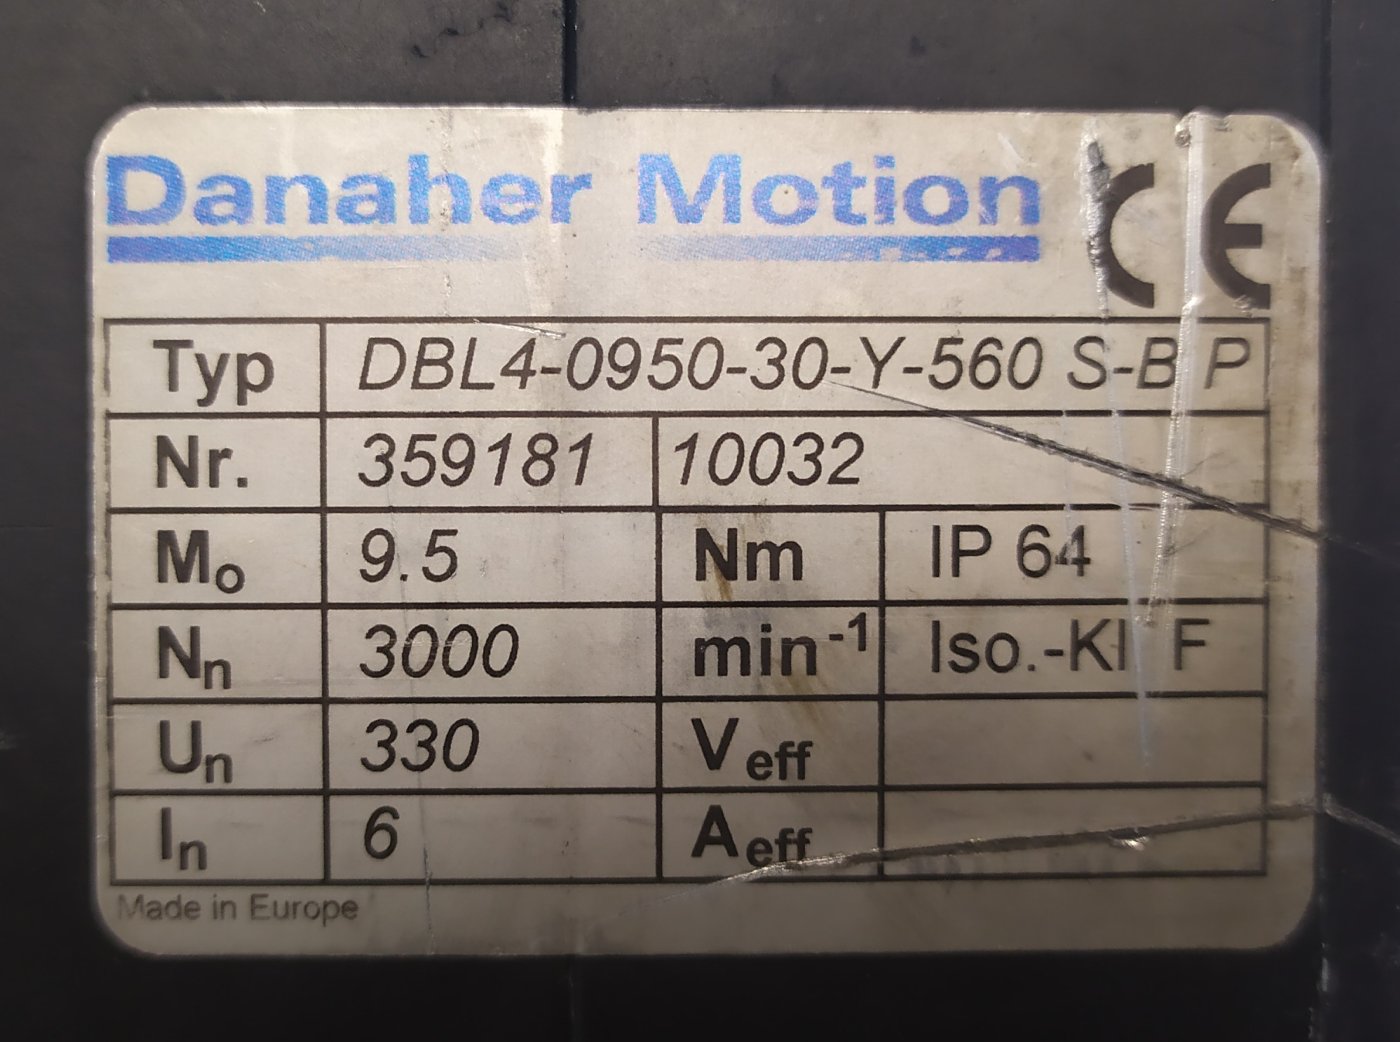 Danaher Motion CE
Typ DBL4-0950-30-Y-560 S-B P
Nr. 359181 10032
Mo 9.5 Nm IP 64
Nn 3000 min-1 Iso.-Kl F
Un 330 Veff
In 6 Aeff
Made in Europe